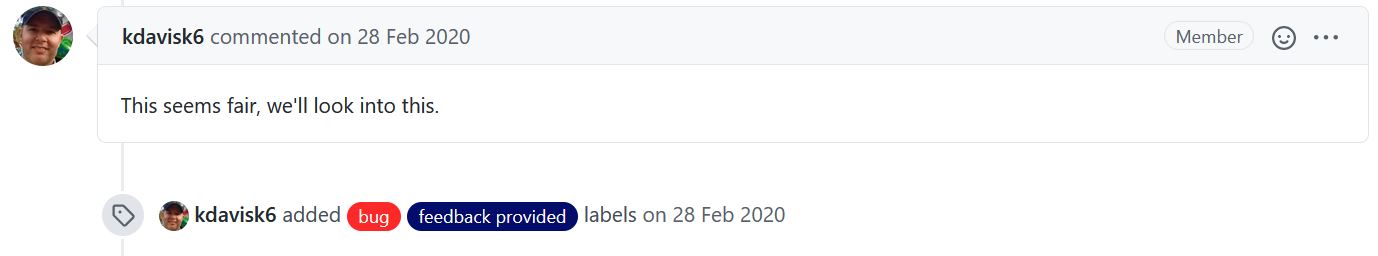 kdavisk6 commented on 28 Feb 2020 Member
This seems fair, we'll look into this.
kdavisk6 added bug feedback provided labels on 28 Feb 2020